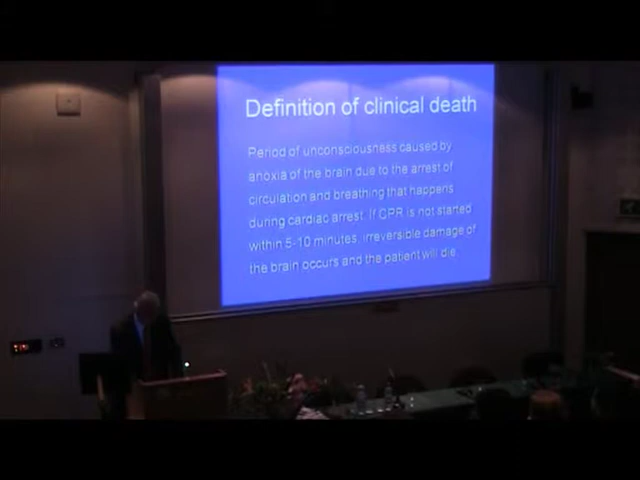 Definition of clinical death
Period of unconsciousness caused by
anoxia of the brain due to the arrest of
circulation and breathing that happens
during cardiac arrest. If CPR is not started
within 5-10 minutes, irreversible damage of
the brain occurs and the patient will die.